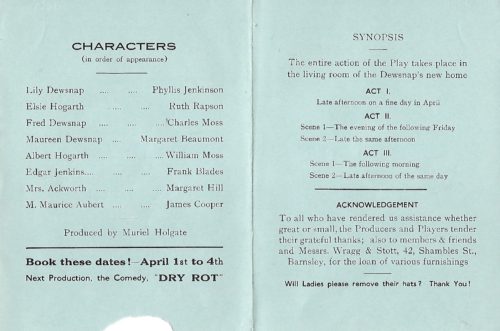 CHARACTERS
(in order of appearance)
Lily Dewsnap .... .... Phyllis Jenkinson
Elsie Hogarth .... .... Ruth Rapson
Fred Dewsnap .... .... Charles Moss
Maureen Dewsnap .... Margaret Beaumont
Albert Hogarth .... .... William Moss
Edgar Jenkins.... .... Frank Blades
Mrs. Ackworth .... .... Margaret Hill
M. Maurice Aubert .... .... James Cooper
Produced by Muriel Holgate
Book these dates!—April 1st to 4th
Next Production, the Comedy, "DRY ROT"
SYNOPSIS
The entire action of the Play takes place in
the living room of the Dewsnap's new home
ACT I.
Late afternoon on a fine day in April
ACT II.
Scene 1—The evening of the following Friday
Scene 2—Late the same afternoon
ACT III.
Scene 1—The following morning
Scene 2—Late afternoon of the same day
ACKNOWLEDGEMENT
To all who have rendered us assistance whether
great or small, the Producers and Players tender
their grateful thanks; also to members & friends
and Messrs. Wragg & Stott, 42, Shambles St.,
Barnsley, for the loan of various furnishings
Will Ladies please remove their hats? Thank You!